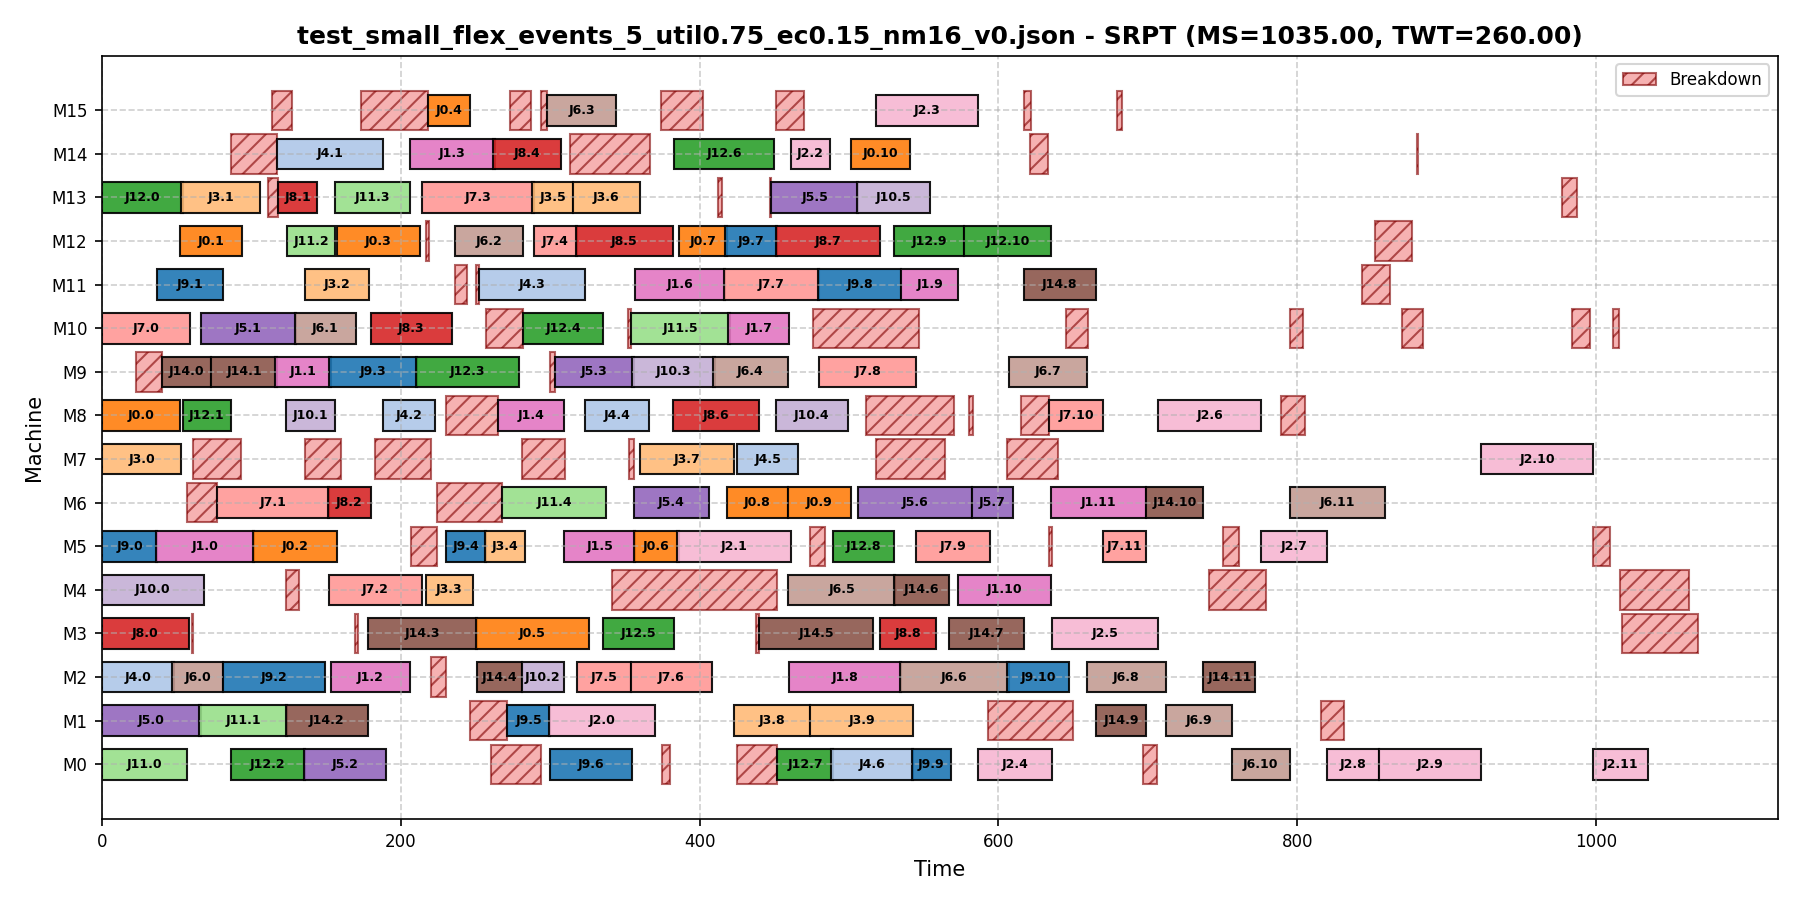 test_small_flex_events_5_util0.75_ec0.15_nm16_v0.json - SRPT (MS=1035.00, TWT=260.00)
Breakdown
M15 J0.4 J6.3 J2.3
M14 J4.1 J1.3 J8.4 J12.6 J2.2 J0.10
M13 J12.0 J3.1 J8.1 J11.3 J7.3 J3.5 J3.6 J5.5 J10.5
M12 J0.1 J11.2 J0.3 J6.2 J7.4 J8.5 J0.7 J9.7 J8.7 J12.9 J12.10
M11 J9.1 J3.2 J4.3 J1.6 J7.7 J9.8 J1.9 J14.8
M10 J7.0 J5.1 J6.1 J8.3 J12.4 J11.5 J1.7
M9 J14.0 J14.1 J1.1 J9.3 J12.3 J5.3 J10.3 J6.4 J7.8 J6.7
M8 J0.0 J12.1 J10.1 J4.2 J1.4 J4.4 J8.6 J10.4 J7.10 J2.6
M7 J3.0 J3.7 J4.5 J2.10
M6 J7.1 J8.2 J11.4 J5.4 J0.8 J0.9 J5.6 J5.7 J1.11 J14.10 J6.11
M5 J9.0 J1.0 J0.2 J9.4 J3.4 J1.5 J0.6 J2.1 J12.8 J7.9 J7.11 J2.7
M4 J10.0 J7.2 J3.3 J6.5 J14.6 J1.10
M3 J8.0 J14.3 J0.5 J12.5 J14.5 J8.8 J14.7 J2.5
M2 J4.0 J6.0 J9.2 J1.2 J14.4 J10.2 J7.5 J7.6 J1.8 J6.6 J9.10 J6.8 J14.11
M1 J5.0 J11.1 J14.2 J9.5 J2.0 J3.8 J3.9 J14.9 J6.9
M0 J11.0 J12.2 J5.2 J9.6 J12.7 J4.6 J9.9 J2.4 J6.10 J2.8 J2.9 J2.11
Machine
0 200 400 600 800 1000
Time